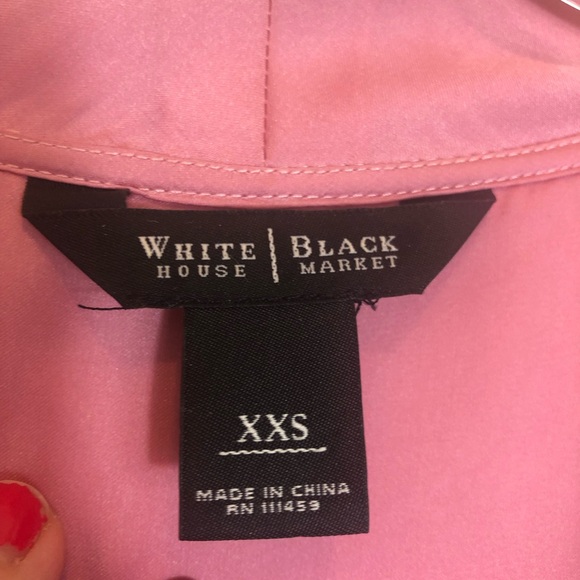 WHITE | BLACK
HOUSE | MARKET
XXS
MADE IN CHINA
RN 111459